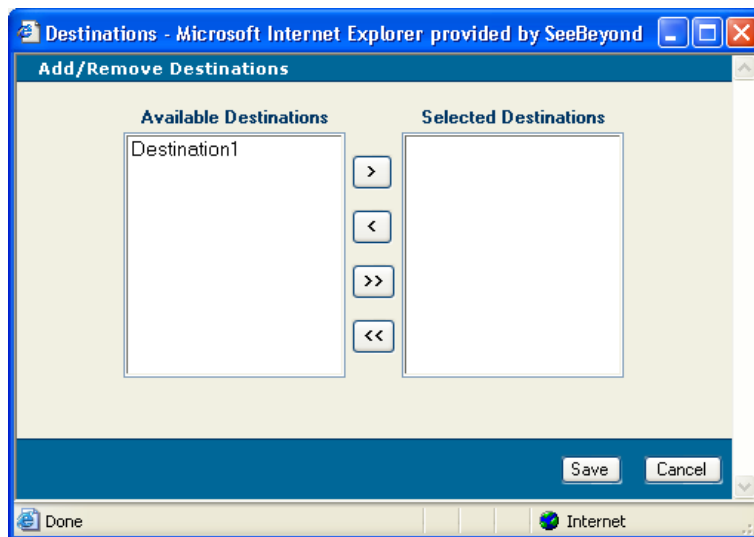 Destinations - Microsoft Internet Explorer provided by SeeBeyond
Add/Remove Destinations
Available Destinations
Selected Destinations
Destination1
>
<
>>
<<
Save
Cancel
Done
Internet